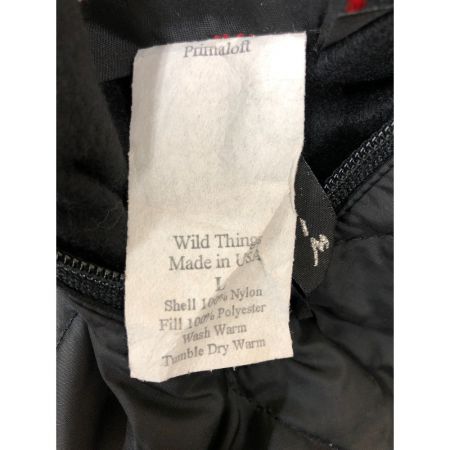 Primaloft
Wild Things
Made in USA
L
Shell 100% Nylon
Fill 100% Polyester
Wash Warm
Tumble Dry Warm